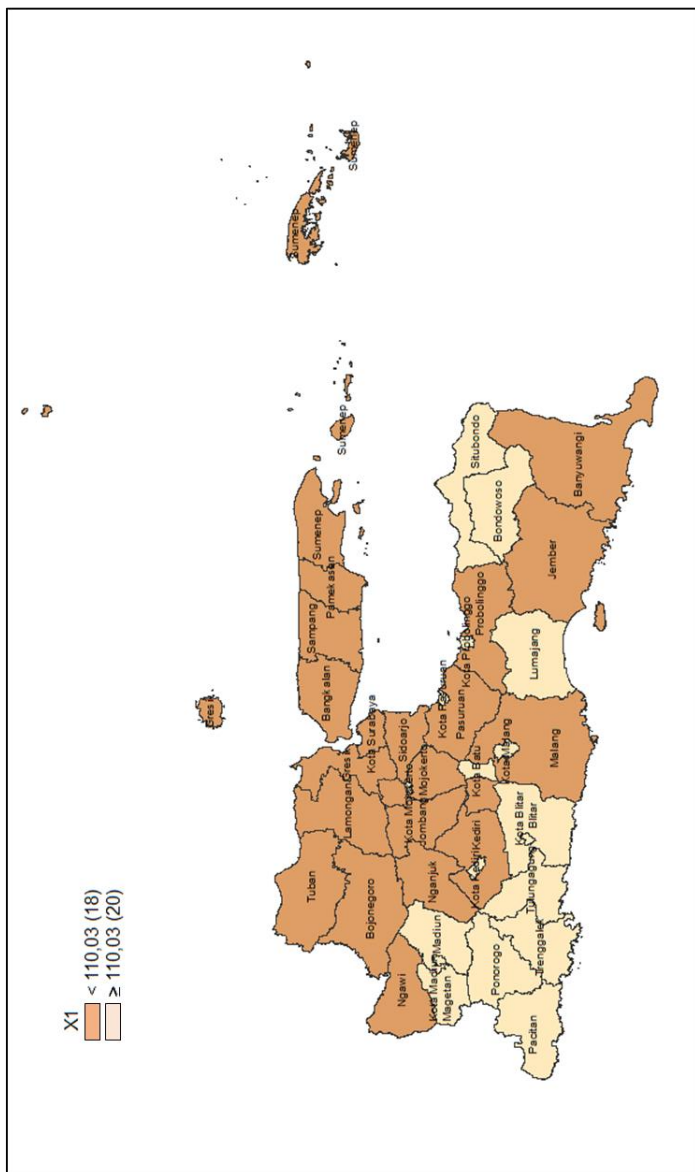 X1
< 110,03 (18)
≥ 110,03 (20)
Tuban
Bojonegoro
Ngawi
Lamongan
Gresik
Gresik
Bangkalan
Sampang
Pamekasan
Sumenep
Sumenep
Sumenep
Sumenep
Kota Surabaya
Sidoarjo
Kota Mojokerto
Mojokerto
Jombang
Nganjuk
Madiun
Kota Madiun
Magetan
Ponorogo
Pacitan
Trenggalek
Tulungagung
Kota Kediri
Kediri
Kota Blitar
Blitar
Kota Batu
Kota Malang
Malang
Kota Pasuruan
Pasuruan
Kota Probolinggo
Probolinggo
Lumajang
Jember
Bondowoso
Situbondo
Banyuwangi